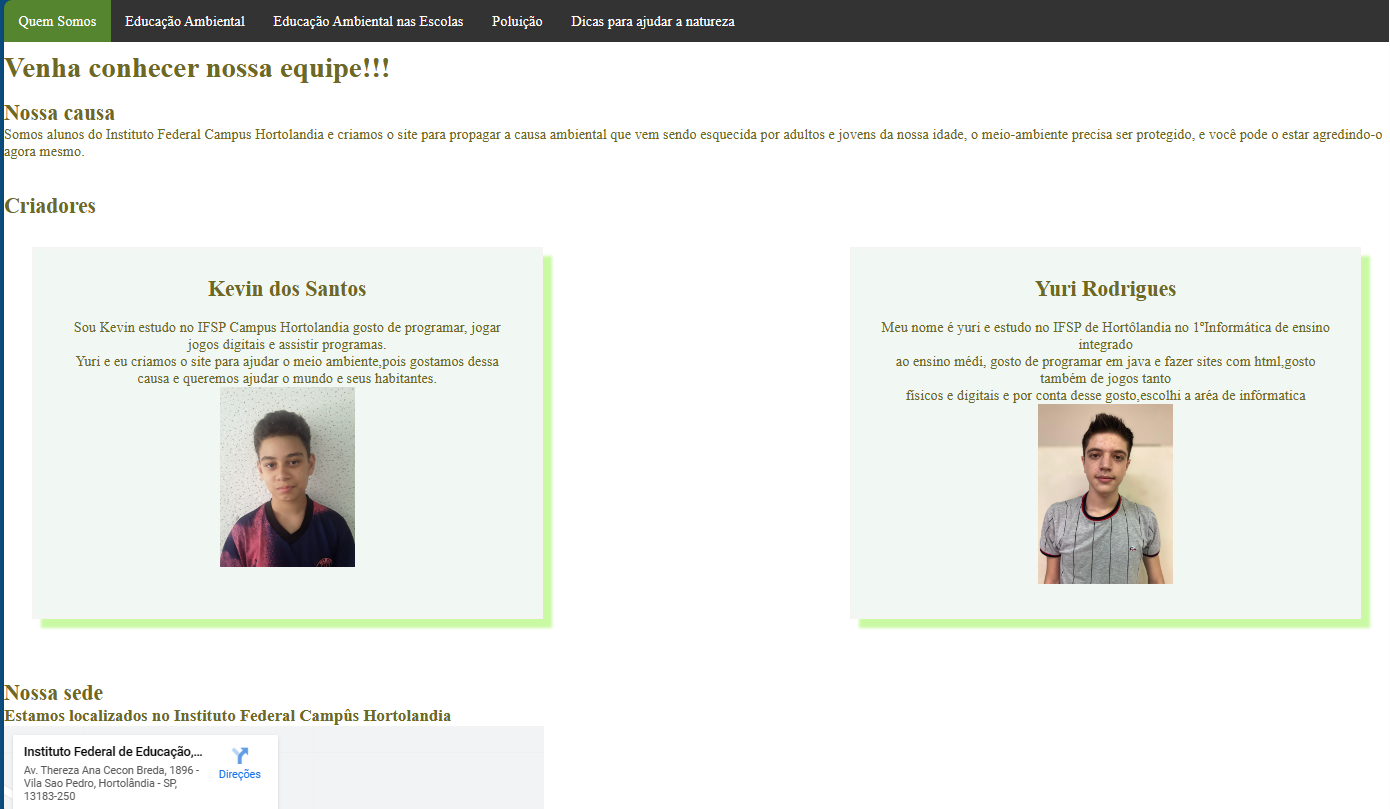 Quem Somos Educação Ambiental Educação Ambiental nas Escolas Poluição Dicas para ajudar a natureza
Venha conhecer nossa equipe!!!
Nossa causa
Somos alunos do Instituto Federal Campus Hortolandia e criamos o site para propagar a causa ambiental que vem sendo esquecida por adultos e jovens da nossa idade, o meio-ambiente precisa ser protegido, e você pode o estar agredindo-o
agora mesmo.
Criadores
Kevin dos Santos
Sou Kevin estudo no IFSP Campus Hortolandia gosto de programar, jogar
jogos digitais e assistir programas.
Yuri e eu criamos o site para ajudar o meio ambiente,pois gostamos dessa
causa e queremos ajudar o mundo e seus habitantes.
Yuri Rodrigues
Meu nome é yuri e estudo no IFSP de Hortôlandia no 1ºInformática de ensino
integrado
ao ensino médi, gosto de programar em java e fazer sites com html,gosto
também de jogos tanto
físicos e digitais e por conta desse gosto,escolhi a aréa de infórmatica
Nossa sede
Estamos localizados no Instituto Federal Campûs Hortolandia
Instituto Federal de Educação,...
Av. Thereza Ana Cecon Breda, 1896 -
Vila Sao Pedro, Hortolândia - SP,
13183-250
Direções